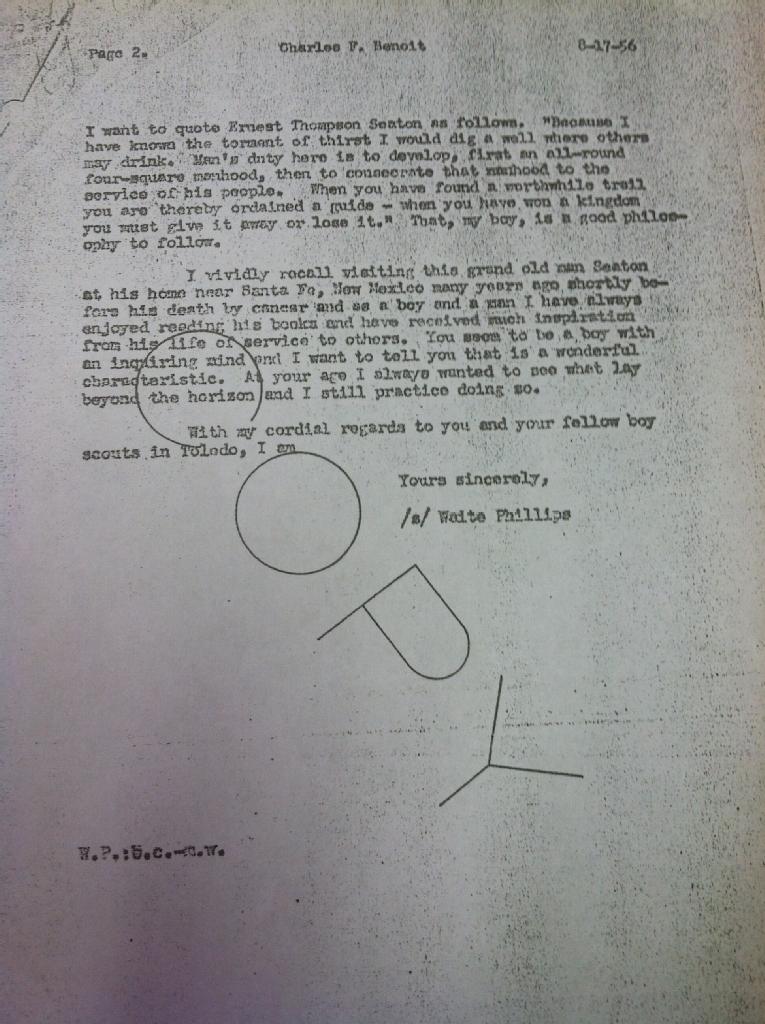 Page 2. Charles F. Benoit 8-17-56
I want to quote Ernest Thompson Seaton as follows. "Because I
have known the torment of thirst I would dig a well where others
may drink. Man's duty here is to develop, first an all-round
four-square manhood, then to consecrate that manhood to the
service of his people. When you have found a worthwhile trail
you are thereby ordained a guide - when you have won a kingdom
you must give it away or lose it." That, my boy, is a good philos-
ophy to follow.
I vividly recall visiting this grand old man Seaton
at his home near Santa Fe, New Mexico many years ago shortly be-
fore his death by cancer and as a boy and a man I have always
enjoyed reading his books and have received much inspiration
from his life of service to others. You seem to be a boy with
an inquiring mind and I want to tell you that is a wonderful
characteristic. At your age I always wanted to see what lay
beyond the horizon and I still practice doing so.
With my cordial regards to you and your fellow boy
scouts in Toledo, I am
Yours sincerely,
/s/ Waite Phillips
COPY
W.P.:b.c.-m.w.